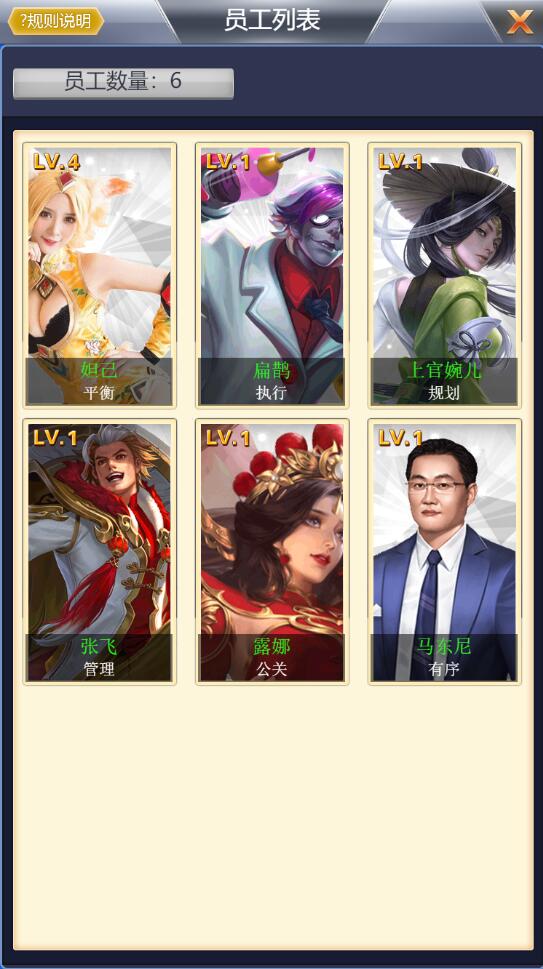 ?规则说明
员工列表
员工数量：6
LV.4
LV.1
LV.1
妲己
扁鹊
上官婉儿
平衡
执行
规划
LV.1
LV.1
LV.1
张飞
露娜
马东尼
管理
公关
有序